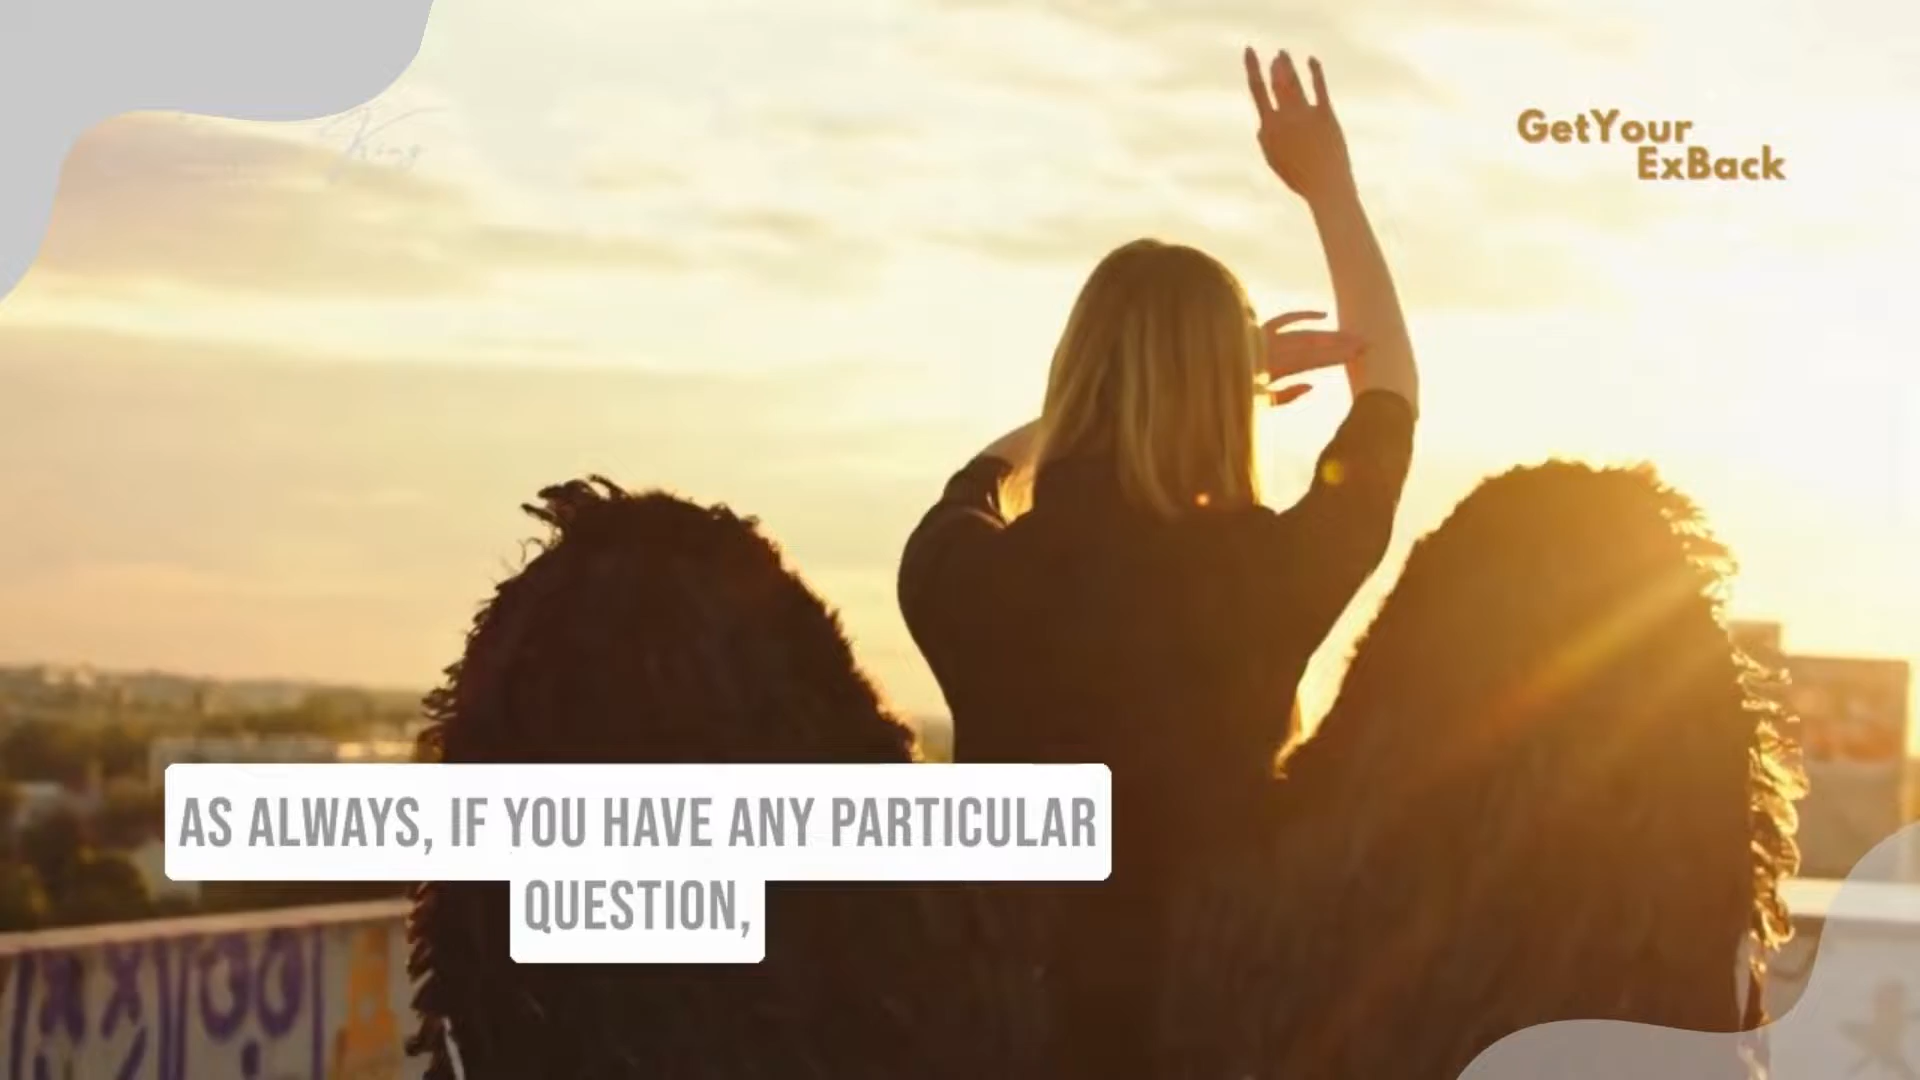 GetYour
ExBack
AS ALWAYS, IF YOU HAVE ANY PARTICULAR
QUESTION,